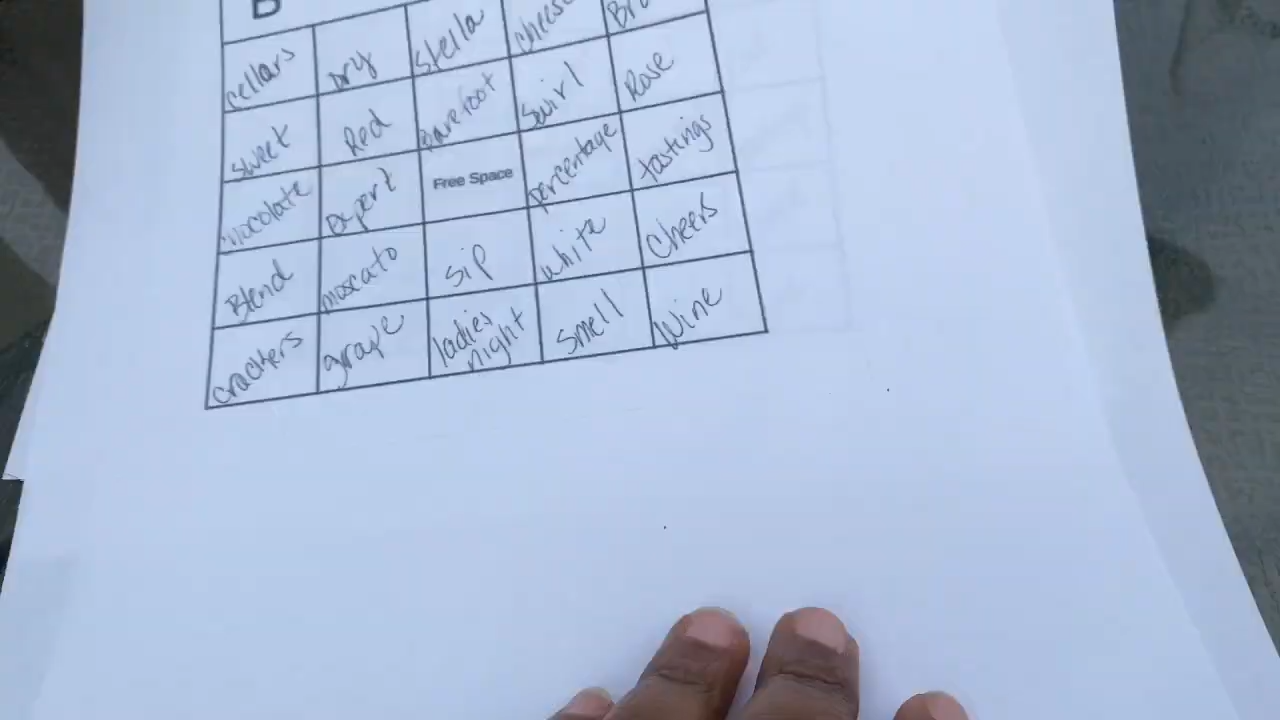 B
cellars Dry Stella
sweet Red Barefoot Swirl Rose
Expert Free Space percentage tastings
Blend moscato sip white Cheers
crackers grape ladies night smell Wine